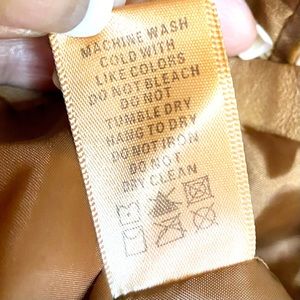 MACHINE WASH
COLD WITH
LIKE COLORS
DO NOT BLEACH
DO NOT
TUMBLE DRY
HANG TO DRY
DO NOT IRON
DO NOT
DRY CLEAN